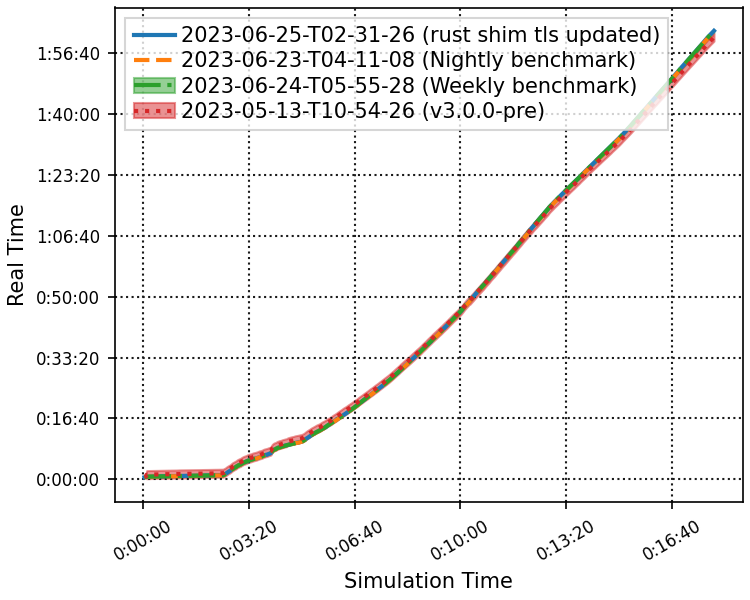 2023-06-25-T02-31-26 (rust shim tls updated)
2023-06-23-T04-11-08 (Nightly benchmark)
2023-06-24-T05-55-28 (Weekly benchmark)
2023-05-13-T10-54-26 (v3.0.0-pre)
Real Time
1:56:40
1:40:00
1:23:20
1:06:40
0:50:00
0:33:20
0:16:40
0:00:00
0:00:00
0:03:20
0:06:40
0:10:00
0:13:20
0:16:40
Simulation Time